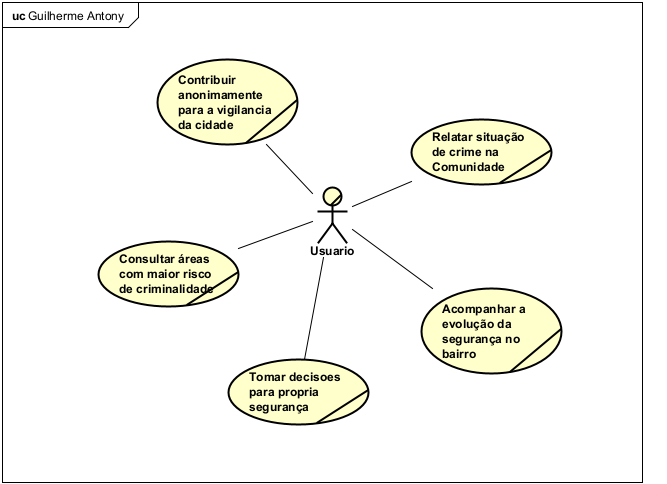 uc Guilherme Antony
Contribuir
anonimamente
para a vigilancia
da cidade
Relatar situação
de crime na
Comunidade
Usuario
Consultar áreas
com maior risco
de criminalidade
Acompanhar a
evolução da
segurança no
bairro
Tomar decisoes
para propria
segurança